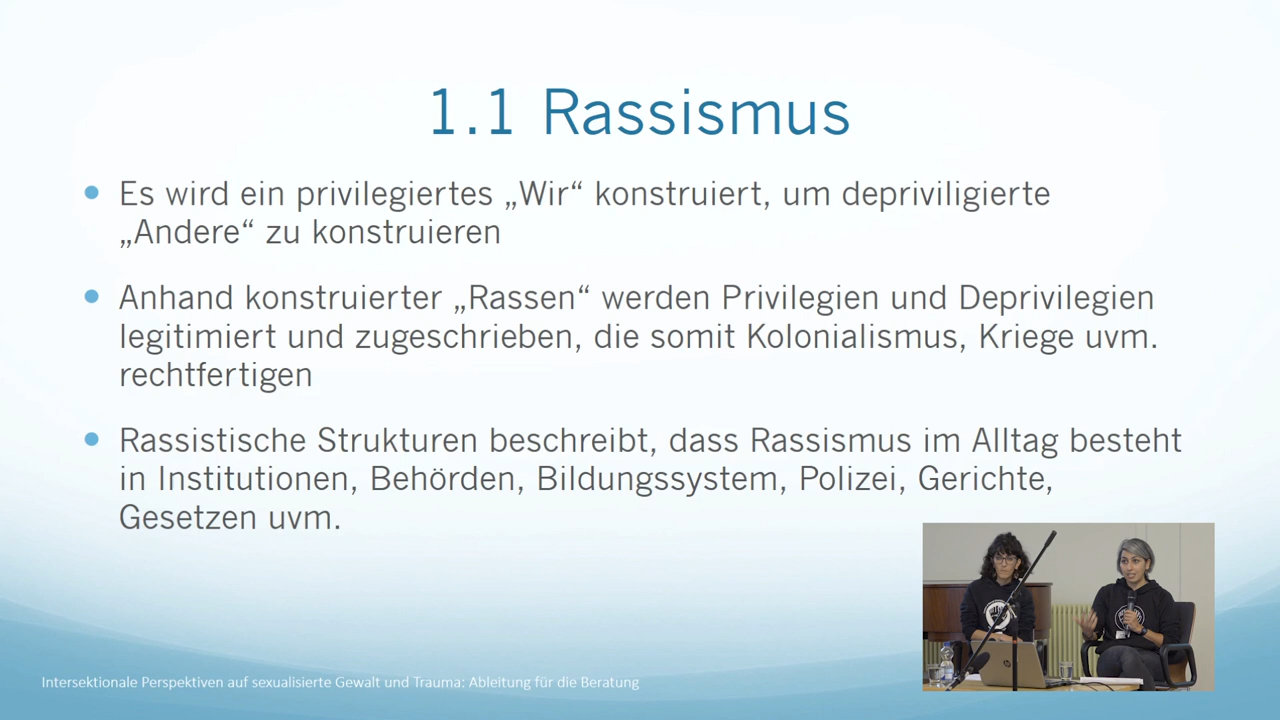 1.1 Rassismus
Es wird ein privilegiertes „Wir“ konstruiert, um depriviligierte
„Andere“ zu konstruieren
Anhand konstruierter „Rassen“ werden Privilegien und Deprivilegien
legitimiert und zugeschrieben, die somit Kolonialismus, Kriege uvm.
rechtfertigen
Rassistische Strukturen beschreibt, dass Rassismus im Alltag besteht
in Institutionen, Behörden, Bildungssystem, Polizei, Gerichte,
Gesetzen uvm.
Intersektionale Perspektiven auf sexualisierte Gewalt und Trauma: Ableitung für die Beratung